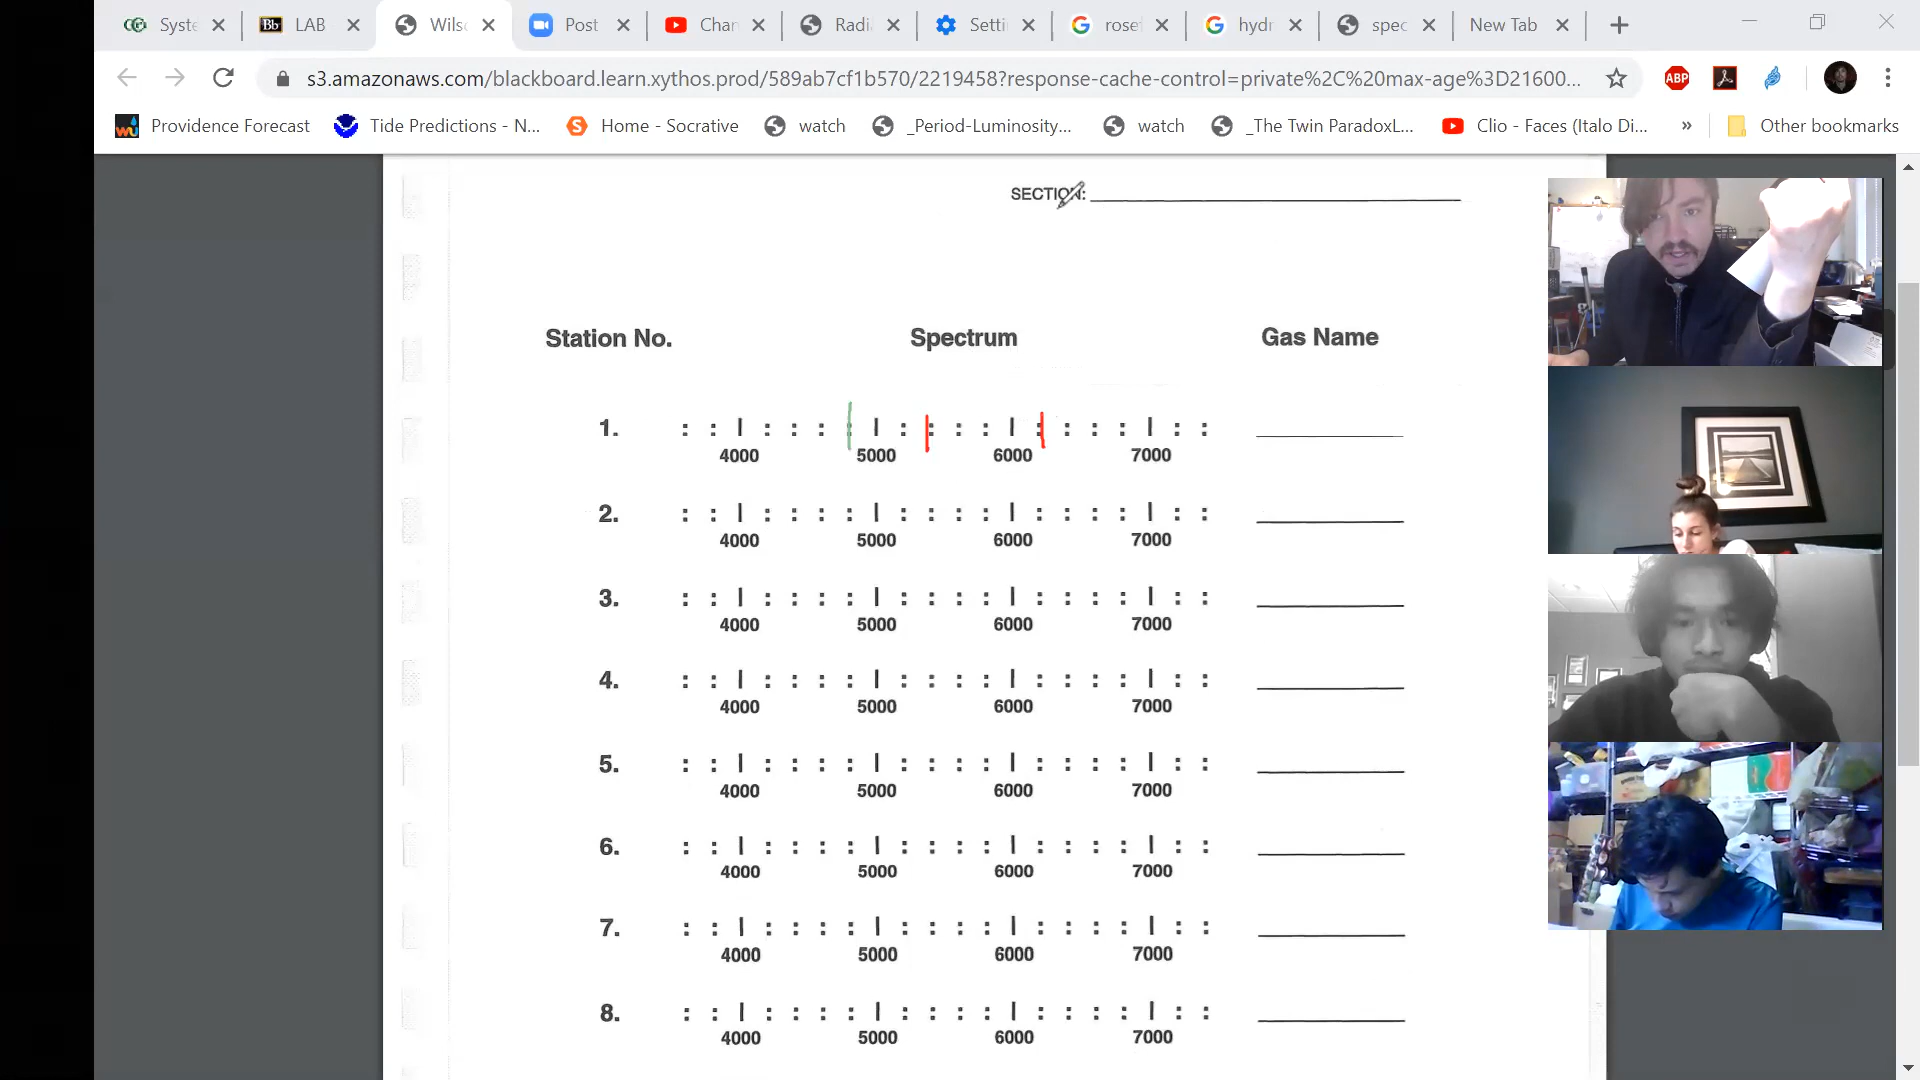 Syste
LAB
Wilso
Post
Char
Radi
Setti
roset
hydr
spec
New Tab
s3.amazonaws.com/blackboard.learn.xythos.prod/589ab7cf1b570/2219458?response-cache-control=private%2C%20max-age%3D21600...
ABP
Providence Forecast
Tide Predictions - N...
Home - Socrative
watch
_Period-Luminosity...
watch
_The Twin ParadoxL...
Clio - Faces (Italo Di...
»
Other bookmarks
SECTION:
Station No. Spectrum Gas Name
1.
4000 5000 6000 7000
2.
4000 5000 6000 7000
3.
4000 5000 6000 7000
4.
4000 5000 6000 7000
5.
4000 5000 6000 7000
6.
4000 5000 6000 7000
7.
4000 5000 6000 7000
8.
4000 5000 6000 7000